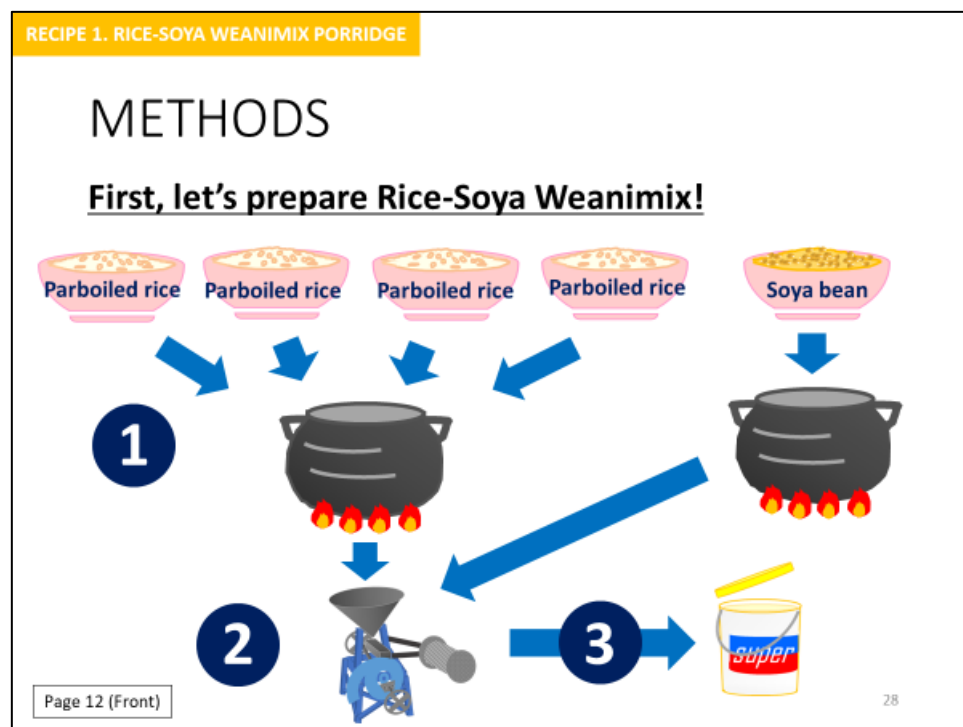 RECIPE 1. RICE-SOYA WEANIMIX PORRIDGE
METHODS
First, let's prepare Rice-Soya Weanimix!
Parboiled rice
Parboiled rice
Parboiled rice
Parboiled rice
Soya bean
1
2
3
super
Page 12 (Front)
28